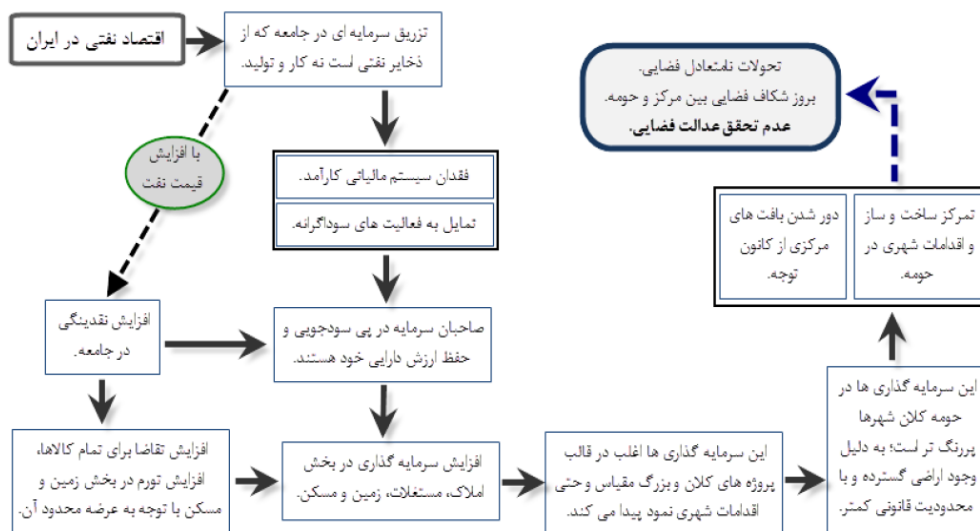 اقتصاد نفتی در ایران
تزریق سرمایه ای در جامعه که از
ذخایر نفتی است نه کار و تولید.
با افزایش
قیمت نفت
فقدان سیستم مالیاتی کارآمد.
تمایل به فعالیت های سوداگرانه.
افزایش نقدینگی
در جامعه.
صاحبان سرمایه در پی سودجویی و
حفظ ارزش دارایی خود هستند.
افزایش تقاضا برای تمام کالاها،
افزایش تورم در بخش زمین و
مسکن با توجه به عرضه محدود آن.
افزایش سرمایه گذاری در بخش
املاک، مستغلات، زمین و مسکن.
این سرمایه گذاری ها اغلب در قالب
پروژه های کلان و بزرگ مقیاس و حتی
اقدامات شهری نمود پیدا می کند.
این سرمایه گذاری ها در
حومه کلان شهرها
پررنگ تر است؛ به دلیل
وجود اراضی گسترده و با
محدودیت قانونی کمتر.
تمرکز ساخت و ساز
و اقدامات شهری در
حومه.
دور شدن بافت های
مرکزی از کانون
توجه.
تحولات نامتعادل فضایی.
بروز شکاف فضایی بین مرکز و حومه.
عدم تحقق عدالت فضایی.